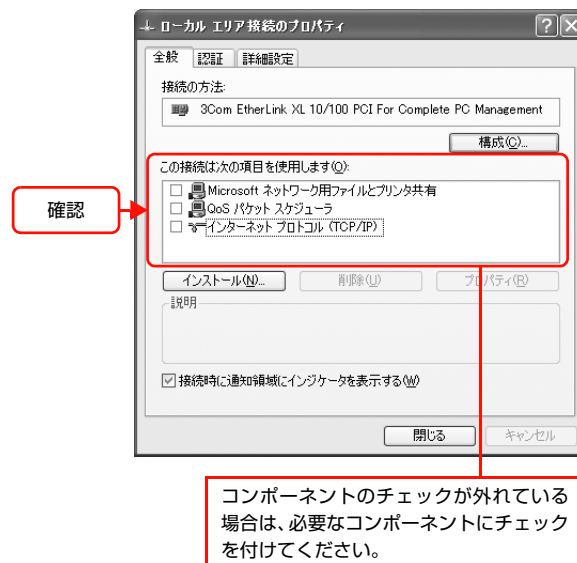 ローカル エリア接続のプロパティ
全般 認証 詳細設定
接続の方法:
3Com EtherLink XL 10/100 PCI For Complete PC Management
構成(C)...
この接続は次の項目を使用します(O):
Microsoft ネットワーク用ファイルとプリンタ共有
QoS パケット スケジューラ
インターネット プロトコル (TCP/IP)
確認
インストール(N)... 削除(U) プロパティ(R)
説明
接続時に通知領域にインジケータを表示する(W)
閉じる キャンセル
コンポーネントのチェックが外れている
場合は、必要なコンポーネントにチェック
を付けてください。